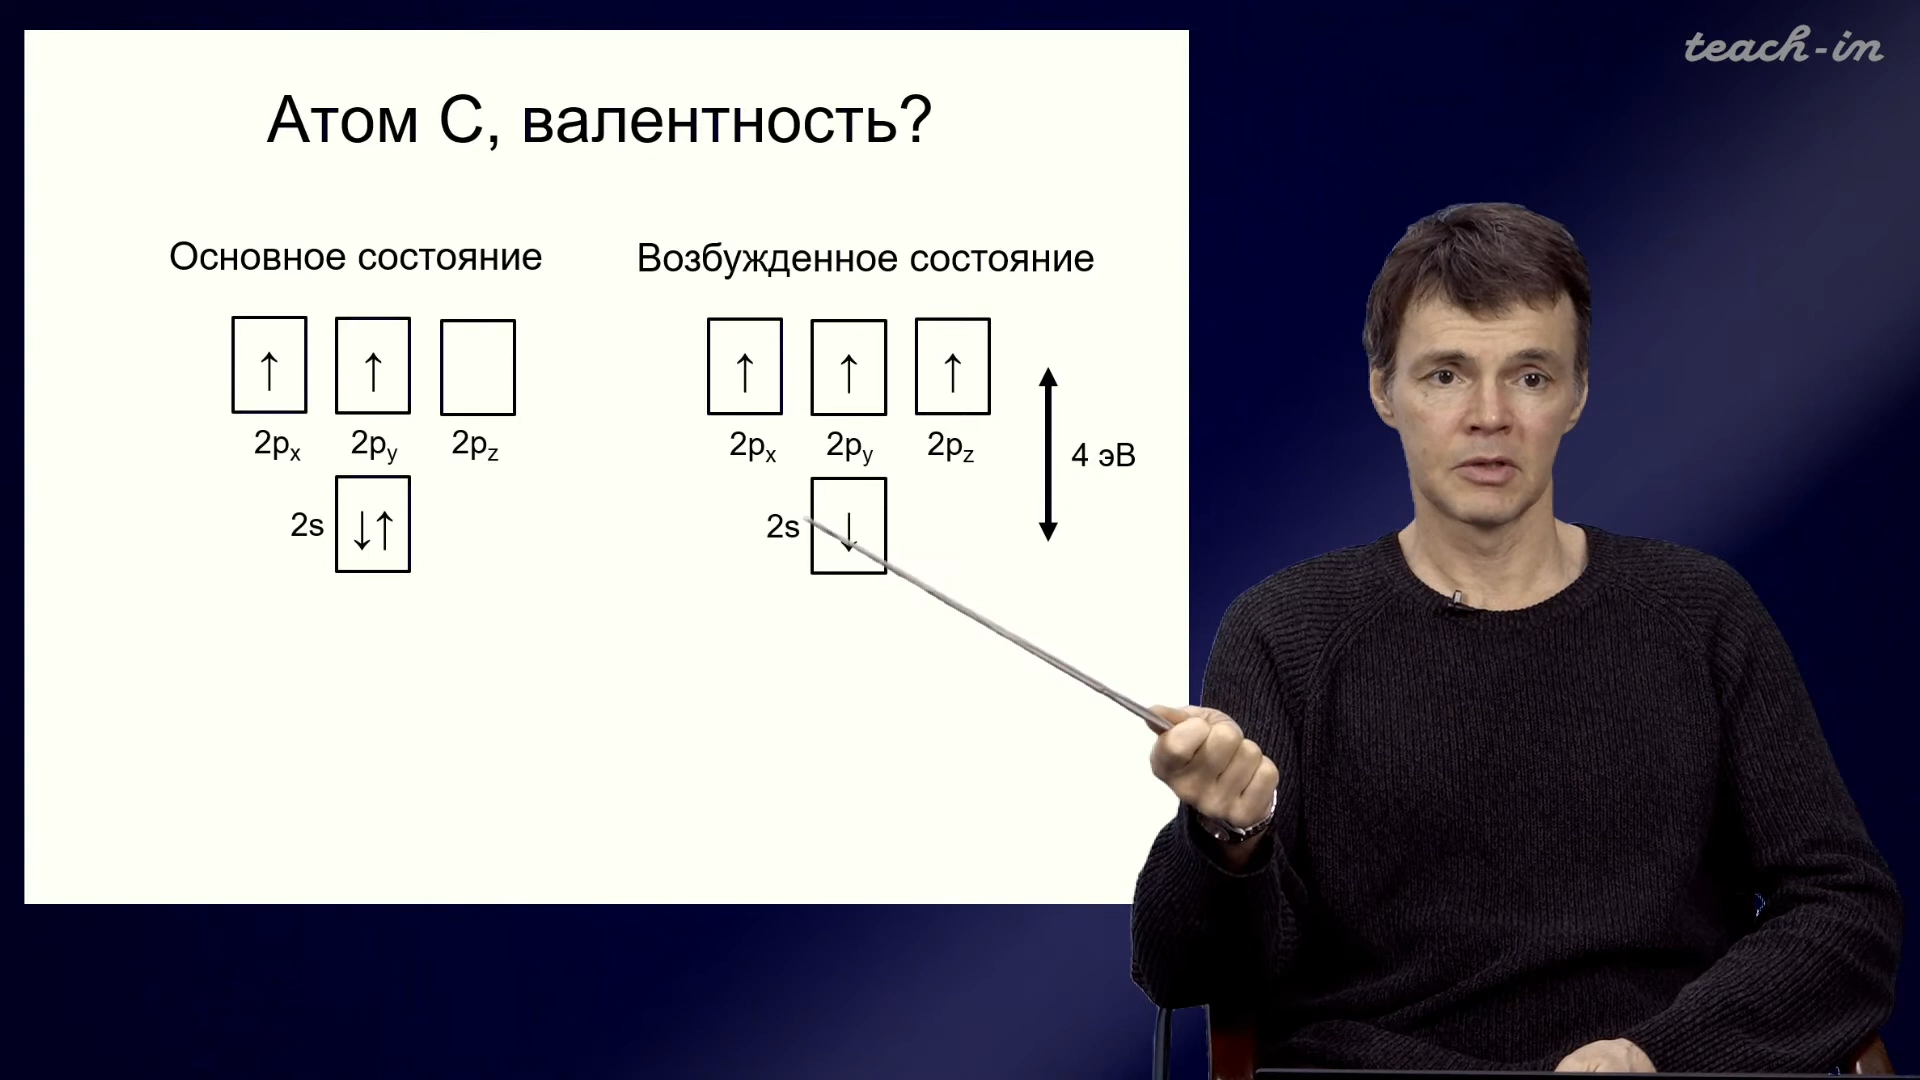 teach-in
Атом С, валентность?
Основное состояние
Возбужденное состояние
↑ ↑
↑ ↑ ↑
2px 2py 2pz
2px 2py 2pz
4 эВ
2s ↓↑
2s ↓